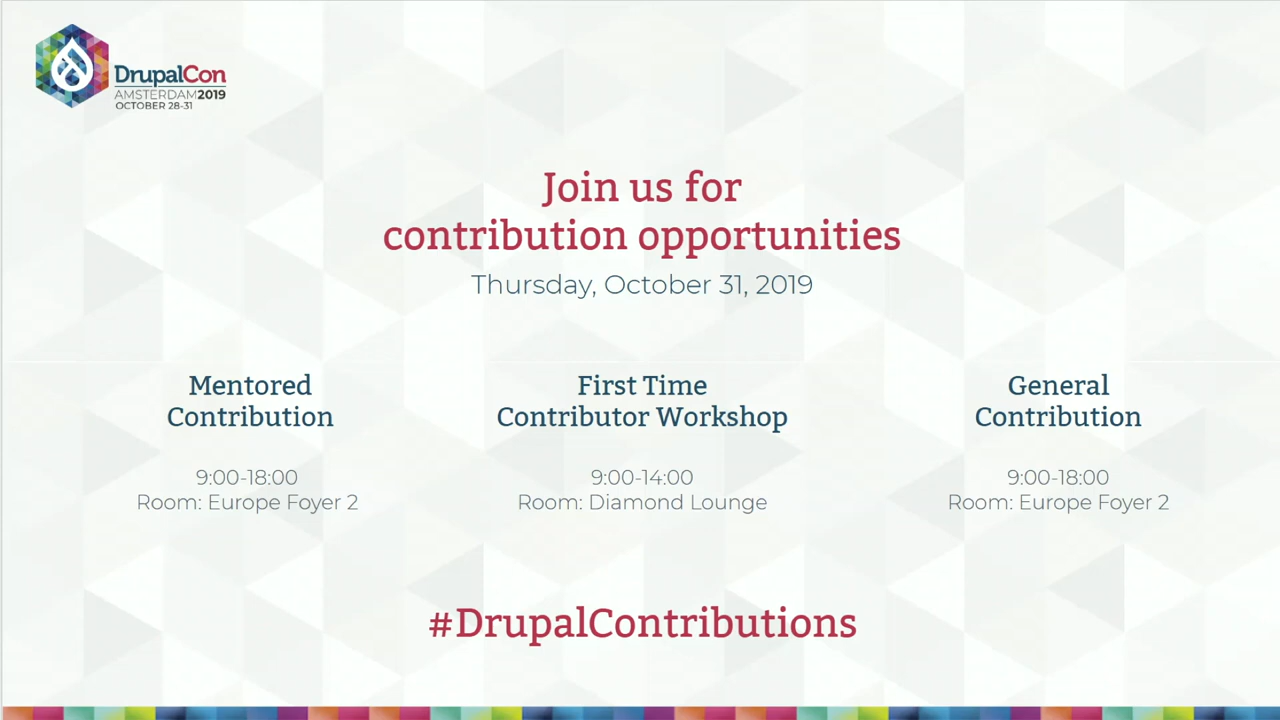 DrupalCon
AMSTERDAM2019
OCTOBER 28-31
Join us for
contribution opportunities
Thursday, October 31, 2019
Mentored
Contribution
9:00-18:00
Room: Europe Foyer 2
First Time
Contributor Workshop
9:00-14:00
Room: Diamond Lounge
General
Contribution
9:00-18:00
Room: Europe Foyer 2
#DrupalContributions